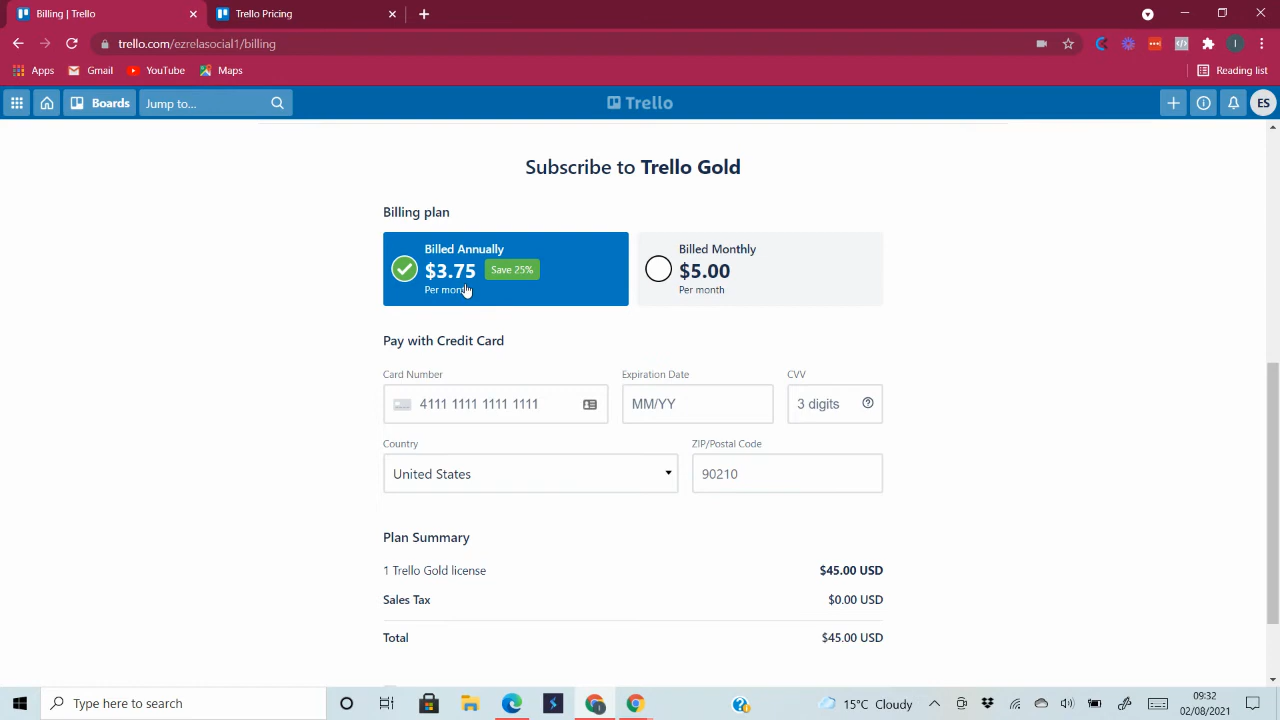 Billing | Trello
Trello Pricing
trello.com/ezrelasocial1/billing
Apps
Gmail
YouTube
Maps
Reading list
Boards
Jump to...
Trello
ES
Subscribe to Trello Gold
Billing plan
Billed Annually
$3.75
Save 25%
Per month
Billed Monthly
$5.00
Per month
Pay with Credit Card
Card Number
Expiration Date
CVV
4111 1111 1111 1111
MM/YY
3 digits
Country
ZIP/Postal Code
United States
90210
Plan Summary
1 Trello Gold license
$45.00 USD
Sales Tax
$0.00 USD
Total
$45.00 USD
Type here to search
15°C Cloudy
09:32
02/08/2021